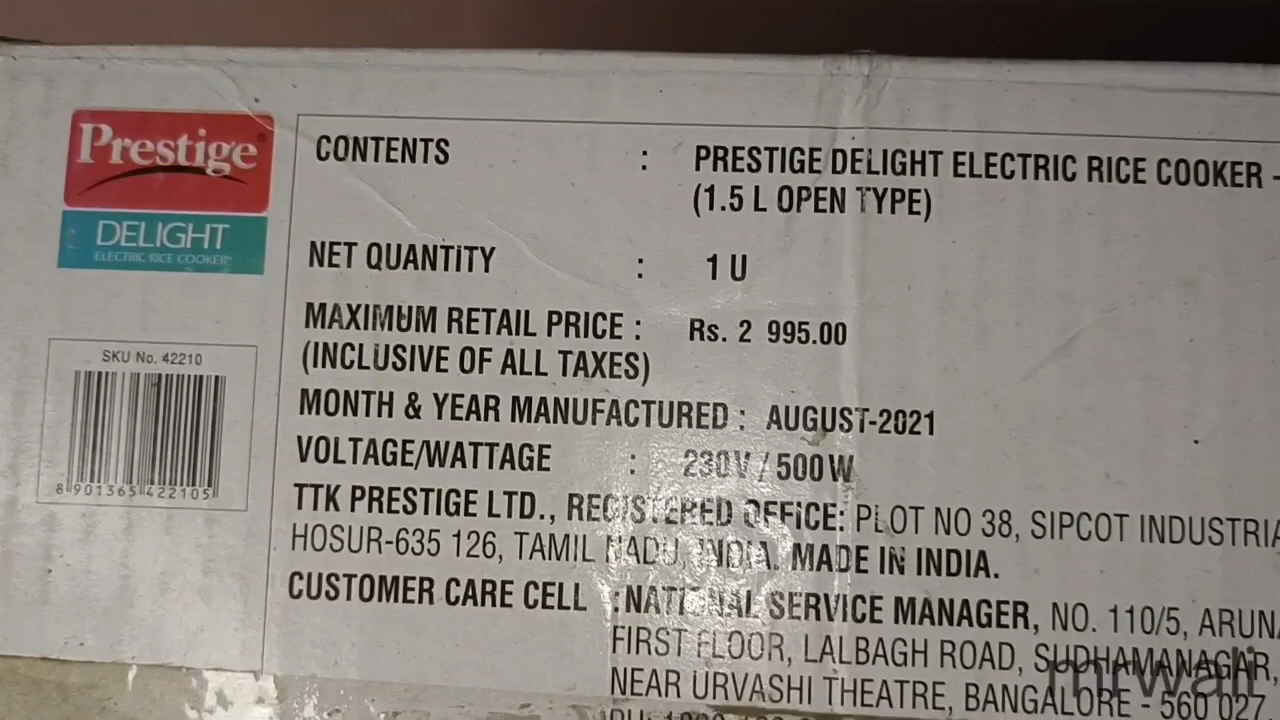 Prestige
DELIGHT
ELECTRIC RICE COOKER
SKU No. 42210
8 901365 422105
CONTENTS : PRESTIGE DELIGHT ELECTRIC RICE COOKER -
(1.5 L OPEN TYPE)
NET QUANTITY : 1 U
MAXIMUM RETAIL PRICE : Rs. 2 995.00
(INCLUSIVE OF ALL TAXES)
MONTH & YEAR MANUFACTURED : AUGUST-2021
VOLTAGE/WATTAGE : 230V / 500W
TTK PRESTIGE LTD., REGISTERED OFFICE: PLOT NO 38, SIPCOT
HOSUR-635 126, TAMIL NADU, INDIA. MADE IN INDIA.
CUSTOMER CARE CELL : NATIONAL SERVICE MANAGER, NO. 110/5,
FIRST FLOOR, LALBAGH ROAD, SUDHAMANAGAR,
NEAR URVASHI THEATRE, BANGALORE - 560 027
mrwali